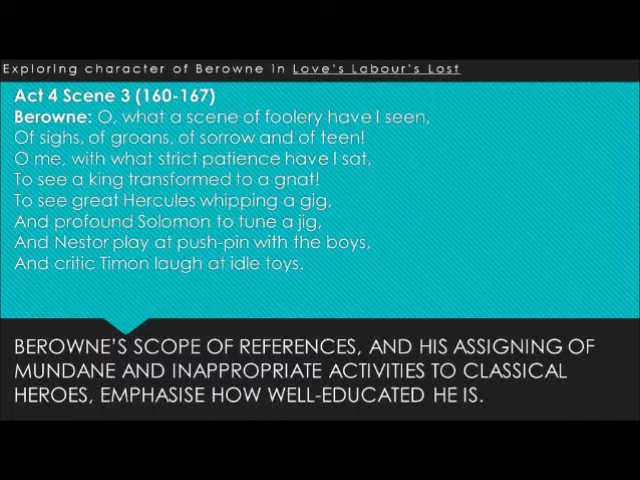 Exploring character of Berowne in Love's Labour's Lost
Act 4 Scene 3 (160-167)
Berowne: O, what a scene of foolery have I seen,
Of sighs, of groans, of sorrow and of teen!
O me, with what strict patience have I sat,
To see a king transformed to a gnat!
To see great Hercules whipping a gig,
And profound Solomon to tune a jig,
And Nestor play at push-pin with the boys,
And critic Timon laugh at idle toys.
BEROWNE'S SCOPE OF REFERENCES, AND HIS ASSIGNING OF
MUNDANE AND INAPPROPRIATE ACTIVITIES TO CLASSICAL
HEROES, EMPHASISE HOW WELL-EDUCATED HE IS.